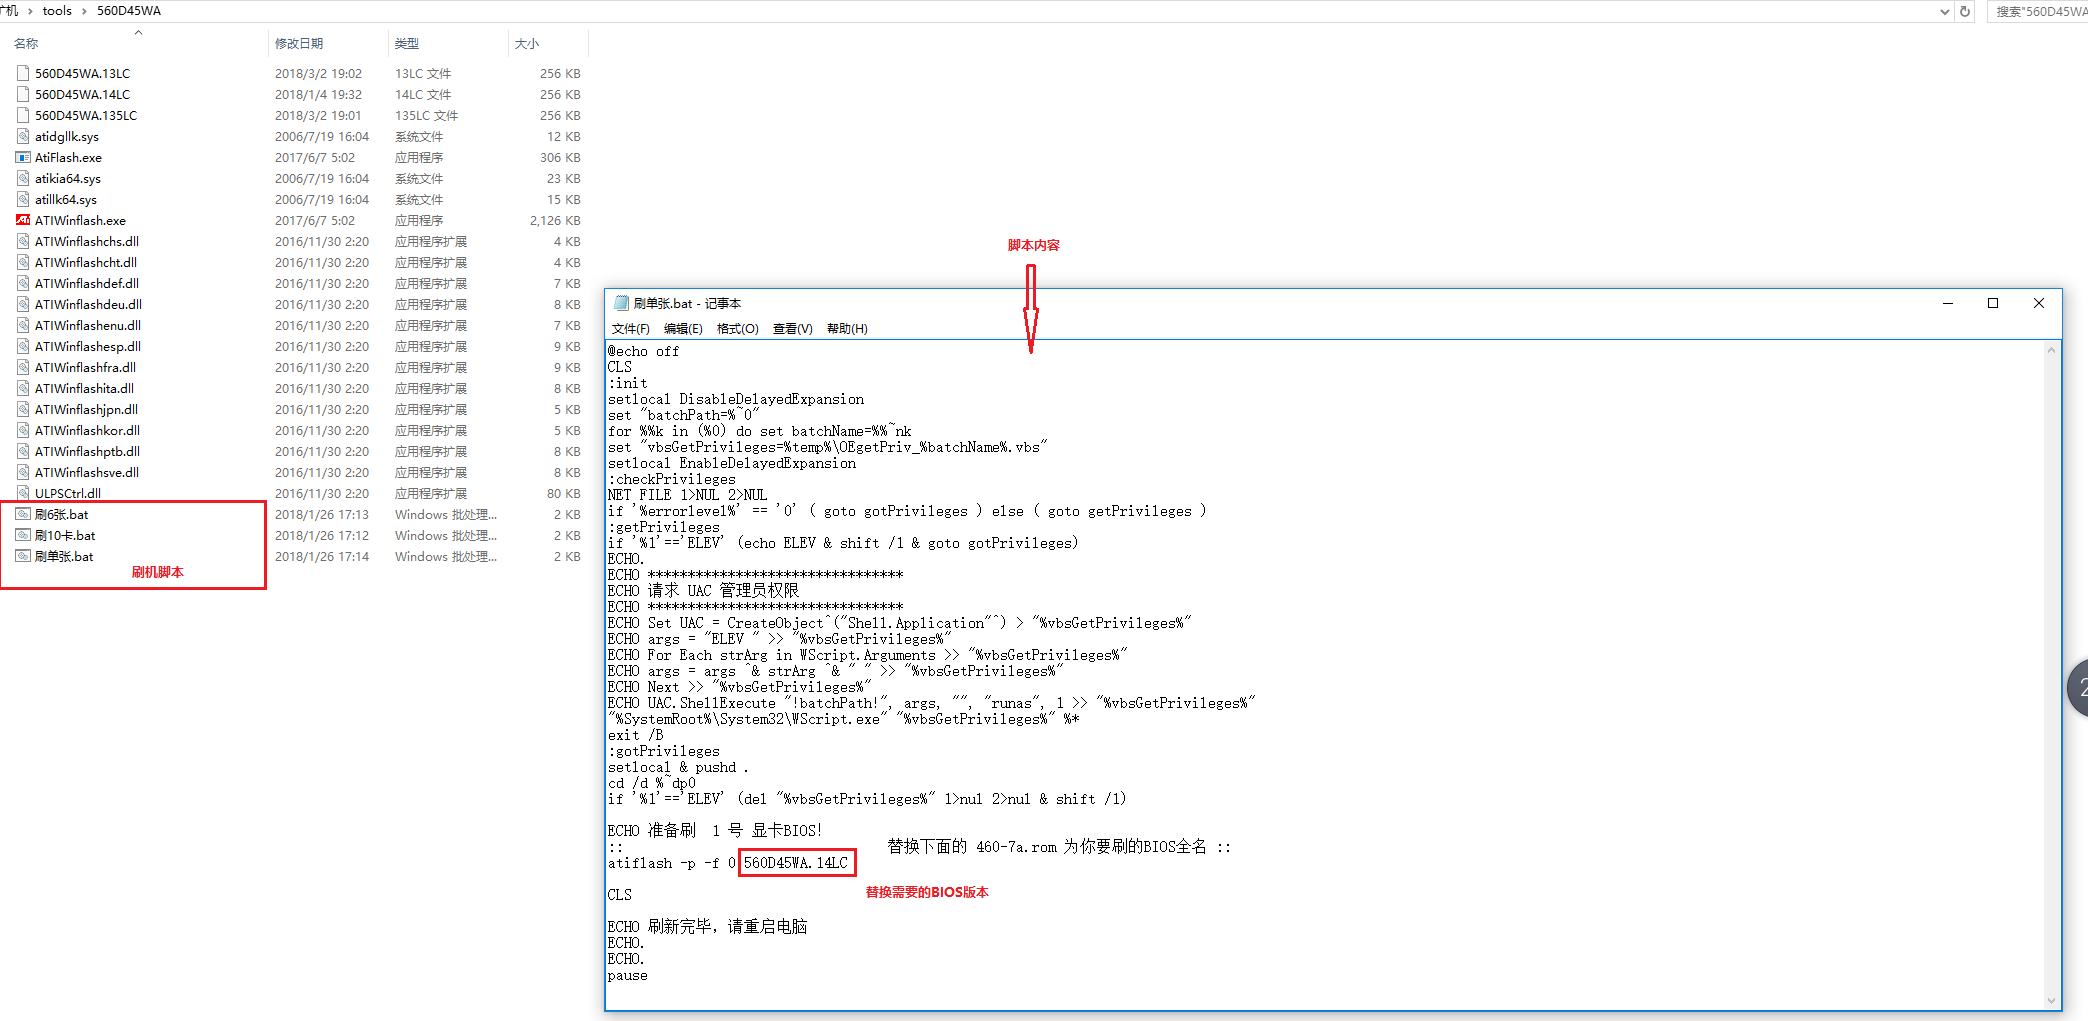 矿机 › tools › 560D45WA
搜索"560D45WA
名称 修改日期 类型 大小
560D45WA.13LC 2018/3/2 19:02 13LC 文件 256 KB
560D45WA.14LC 2018/1/4 19:32 14LC 文件 256 KB
560D45WA.135LC 2018/3/2 19:01 135LC 文件 256 KB
atidgllk.sys 2006/7/19 16:04 系统文件 12 KB
AtiFlash.exe 2017/6/7 5:02 应用程序 306 KB
atikia64.sys 2006/7/19 16:04 系统文件 23 KB
atillk64.sys 2006/7/19 16:04 系统文件 15 KB
ATIWinflash.exe 2017/6/7 5:02 应用程序 2,126 KB
ATIWinflashchs.dll 2016/11/30 2:20 应用程序扩展 4 KB
ATIWinflashcht.dll 2016/11/30 2:20 应用程序扩展 4 KB
ATIWinflashdef.dll 2016/11/30 2:20 应用程序扩展 7 KB
ATIWinflashdeu.dll 2016/11/30 2:20 应用程序扩展 8 KB
ATIWinflashenu.dll 2016/11/30 2:20 应用程序扩展 7 KB
ATIWinflashesp.dll 2016/11/30 2:20 应用程序扩展 9 KB
ATIWinflashfra.dll 2016/11/30 2:20 应用程序扩展 9 KB
ATIWinflashita.dll 2016/11/30 2:20 应用程序扩展 8 KB
ATIWinflashjpn.dll 2016/11/30 2:20 应用程序扩展 5 KB
ATIWinflashkor.dll 2016/11/30 2:20 应用程序扩展 5 KB
ATIWinflashptb.dll 2016/11/30 2:20 应用程序扩展 8 KB
ATIWinflashsve.dll 2016/11/30 2:20 应用程序扩展 8 KB
ULPSCtrl.dll 2016/11/30 2:20 应用程序扩展 80 KB
刷6张.bat 2018/1/26 17:13 Windows 批处理... 2 KB
刷10卡.bat 2018/1/26 17:12 Windows 批处理... 2 KB
刷单张.bat 2018/1/26 17:14 Windows 批处理... 2 KB
刷机脚本
脚本内容
刷单张.bat - 记事本
文件(F) 编辑(E) 格式(O) 查看(V) 帮助(H)
@echo off
CLS
:init
setlocal DisableDelayedExpansion
set "batchPath=%~0"
for %%k in (%0) do set batchName=%%~nk
set "vbsGetPrivileges=%temp%\OEgetPriv_%batchName%.vbs"
setlocal EnableDelayedExpansion
:checkPrivileges
NET FILE 1>NUL 2>NUL
if '%errorlevel%' == '0' ( goto gotPrivileges ) else ( goto getPrivileges )
:getPrivileges
if '%1'=='ELEV' (echo ELEV & shift /1 & goto gotPrivileges)
ECHO.
ECHO ********************************
ECHO 请求 UAC 管理员权限
ECHO ********************************
ECHO Set UAC = CreateObject^("Shell.Application"^) > "%vbsGetPrivileges%"
ECHO args = "ELEV " >> "%vbsGetPrivileges%"
ECHO For Each strArg in WScript.Arguments >> "%vbsGetPrivileges%"
ECHO args = args ^& strArg ^& " " >> "%vbsGetPrivileges%"
ECHO Next >> "%vbsGetPrivileges%"
ECHO UAC.ShellExecute "!batchPath!", args, "", "runas", 1 >> "%vbsGetPrivileges%"
"%SystemRoot%\System32\WScript.exe" "%vbsGetPrivileges%" %*
exit /B
:gotPrivileges
setlocal & pushd .
cd /d %~dp0
if '%1'=='ELEV' (del "%vbsGetPrivileges%" 1>nul 2>nul & shift /1)
ECHO 准备刷 1 号 显卡BIOS!
:: 替换下面的 460-7a.rom 为你要刷的BIOS全名 ::
atiflash -p -f 0 560D45WA.14LC
替换需要的BIOS版本
CLS
ECHO 刷新完毕，请重启电脑
ECHO.
ECHO.
pause
2